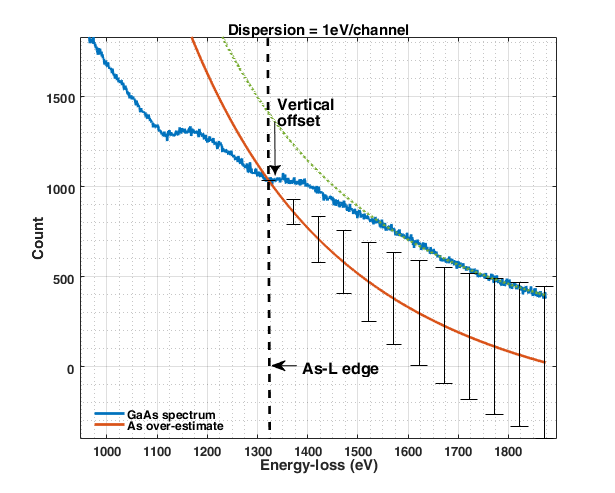 Dispersion = 1eV/channel
Vertical
offset
1500
1000
500
0
Count
As-L edge
GaAs spectrum
As over-estimate
1000 1100 1200 1300 1400 1500 1600 1700 1800
Energy-loss (eV)